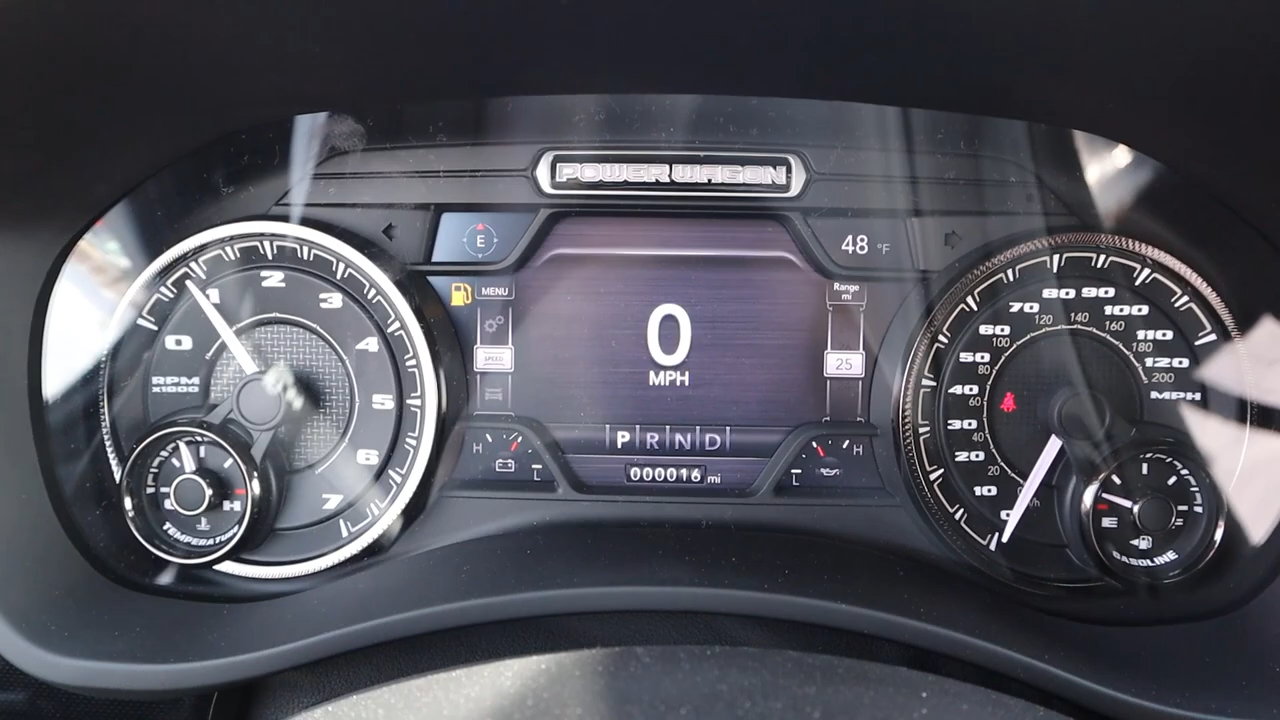 POWER WAGON
E
48 °F
MENU
Range
mi
SPEED
25
0
MPH
PRND
000016 mi
H
L
H
L
0
1
2
3
4
5
6
7
RPM
x1000
H
TEMPERATURE
0
10
20
30
40
50
60
70
80
90
100
110
120
MPH
20
40
60
80
100
120
140
160
180
200
E
GASOLINE